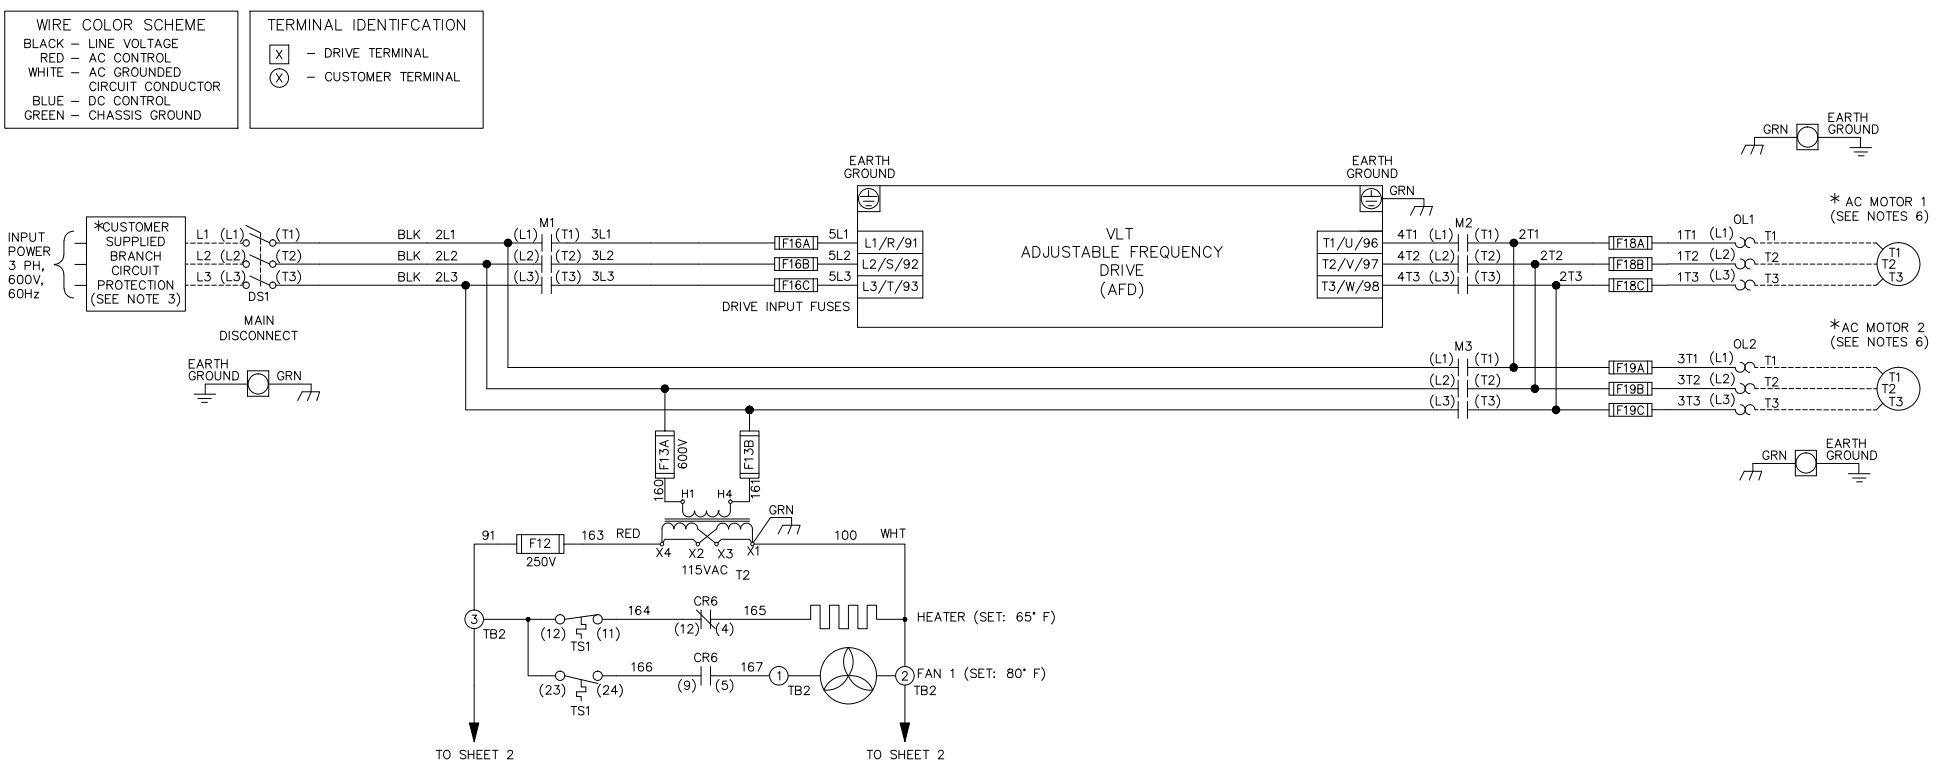 WIRE COLOR SCHEME
BLACK – LINE VOLTAGE
RED – AC CONTROL
WHITE – AC GROUNDED
CIRCUIT CONDUCTOR
BLUE – DC CONTROL
GREEN – CHASSIS GROUND
TERMINAL IDENTIFCATION
X – DRIVE TERMINAL
X – CUSTOMER TERMINAL
INPUT
POWER
3 PH,
600V,
60Hz
*CUSTOMER
SUPPLIED
BRANCH
CIRCUIT
PROTECTION
(SEE NOTE 3)
L1 (L1) (T1)
L2 (L2) (T2)
L3 (L3) (T3)
DS1
MAIN
DISCONNECT
EARTH
GROUND
GRN
BLK 2L1
BLK 2L2
BLK 2L3
M1
(L1) (T1) 3L1
(L2) (T2) 3L2
(L3) (T3) 3L3
F16A 5L1
F16B 5L2
F16C 5L3
DRIVE INPUT FUSES
EARTH
GROUND
L1/R/91
L2/S/92
L3/T/93
VLT
ADJUSTABLE FREQUENCY
DRIVE
(AFD)
EARTH
GROUND
GRN
T1/U/96
T2/V/97
T3/W/98
M2
4T1 (L1) (T1) 2T1
4T2 (L2) (T2) 2T2
4T3 (L3) (T3) 2T3
F18A
F18B
F18C
OL1
1T1 (L1) T1
1T2 (L2) T2
1T3 (L3) T3
GRN
EARTH
GROUND
* AC MOTOR 1
(SEE NOTES 6)
T1
T2
T3
M3
(L1) (T1)
(L2) (T2)
(L3) (T3)
F19A
F19B
F19C
OL2
3T1 (L1) T1
3T2 (L2) T2
3T3 (L3) T3
*AC MOTOR 2
(SEE NOTES 6)
T1
T2
T3
GRN
EARTH
GROUND
F13A
600V
F13B
160
161
H1 H4
GRN
91 F12 163 RED
250V
X4 X2 X3 X1
115VAC T2
100 WHT
3
TB2
164 CR6 165
(12) (11) (12) (4)
TS1
HEATER (SET: 65° F)
166 CR6 167
1
TB2
2
TB2
FAN 1 (SET: 80° F)
(23) (24) (9) (5)
TS1
TO SHEET 2
TO SHEET 2